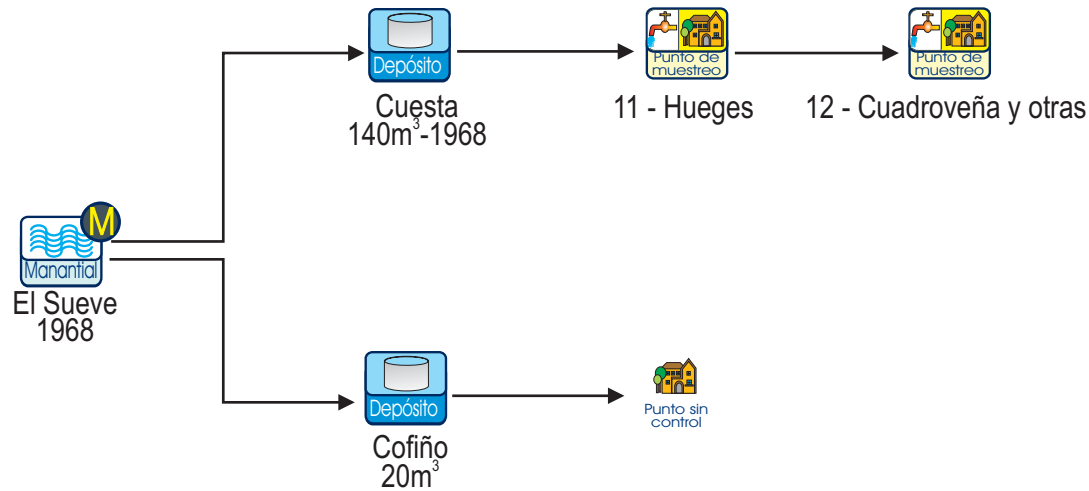 Depósito
Cuesta
140m³-1968
Punto de
muestreo
11 - Hueges
Punto de
muestreo
12 - Cuadroveña y otras
M
Manantial
El Sueve
1968
Depósito
Cofiño
20m³
Punto sin
control